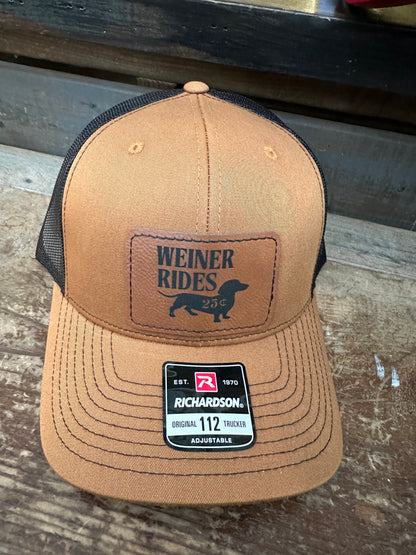 WEINER
RIDES
25¢
EST. R 1970
RICHARDSON®
ORIGINAL 112 TRUCKER
ADJUSTABLE